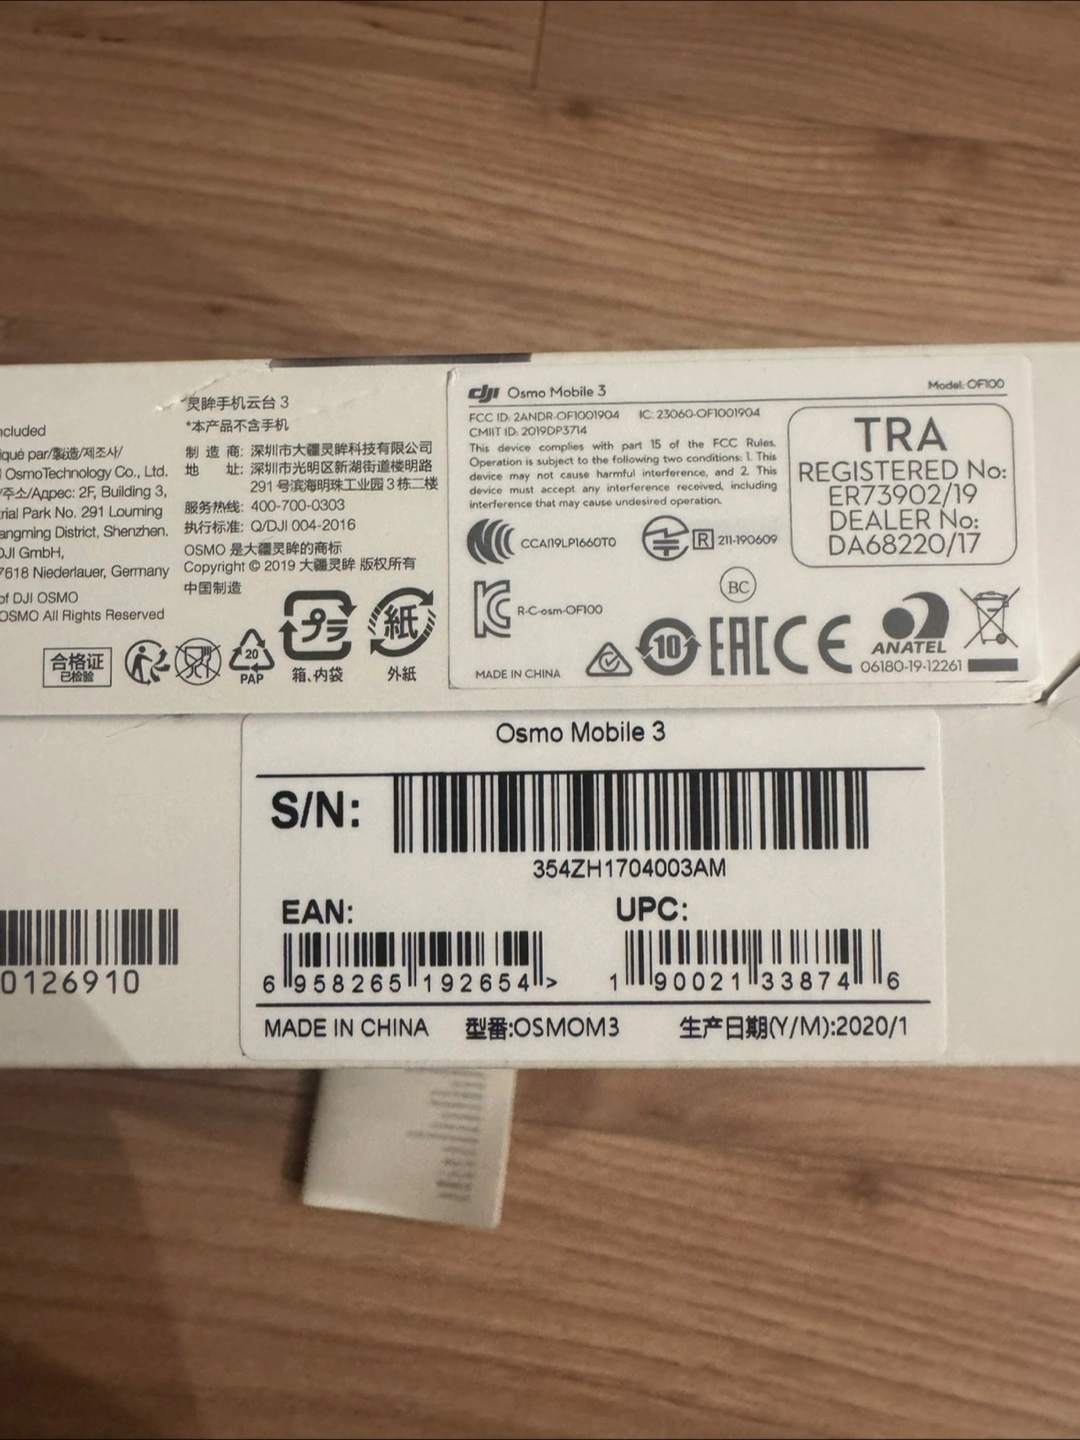 ncluded
iqué par/製造/제조사/
OsmoTechnology Co., Ltd.
/주소/Адрес: 2F, Building 3,
trial Park No. 291 Louming
angming District, Shenzhen.
DJI GmbH,
7618 Niederlauer, Germany
of DJI OSMO
OSMO All Rights Reserved
灵眸手机云台 3
*本产品不含手机
制 造 商: 深圳市大疆灵眸科技有限公司
地 址: 深圳市光明区新湖街道楼明路
291 号滨海明珠工业园 3 栋二楼
服务热线: 400-700-0303
执行标准: Q/DJI 004-2016
OSMO 是大疆灵眸的商标
Copyright © 2019 大疆灵眸 版权所有
中国制造
合格证
已检验
20
PAP
プラ
箱、内袋
紙
外紙
dji Osmo Mobile 3
Model: OF100
FCC ID: 2ANDR-OF1001904 IC: 23060-OF1001904
CMIIT ID: 2019DP3714
This device complies with part 15 of the FCC Rules.
Operation is subject to the following two conditions: 1. This
device may not cause harmful interference, and 2. This
device must accept any interference received, including
interference that may cause undesired operation.
CCAI19LP1660T0
R 211-190609
R-C-osm-OF100
BC
MADE IN CHINA
10
EAC
CE
ANATEL
06180-19-12261
TRA
REGISTERED No:
ER73902/19
DEALER No:
DA68220/17
Osmo Mobile 3
S/N:
354ZH1704003AM
EAN:
6 958265 192654 >
UPC:
1 90021 33874 6
MADE IN CHINA 型番:OSMOM3 生产日期(Y/M):2020/1
0126910